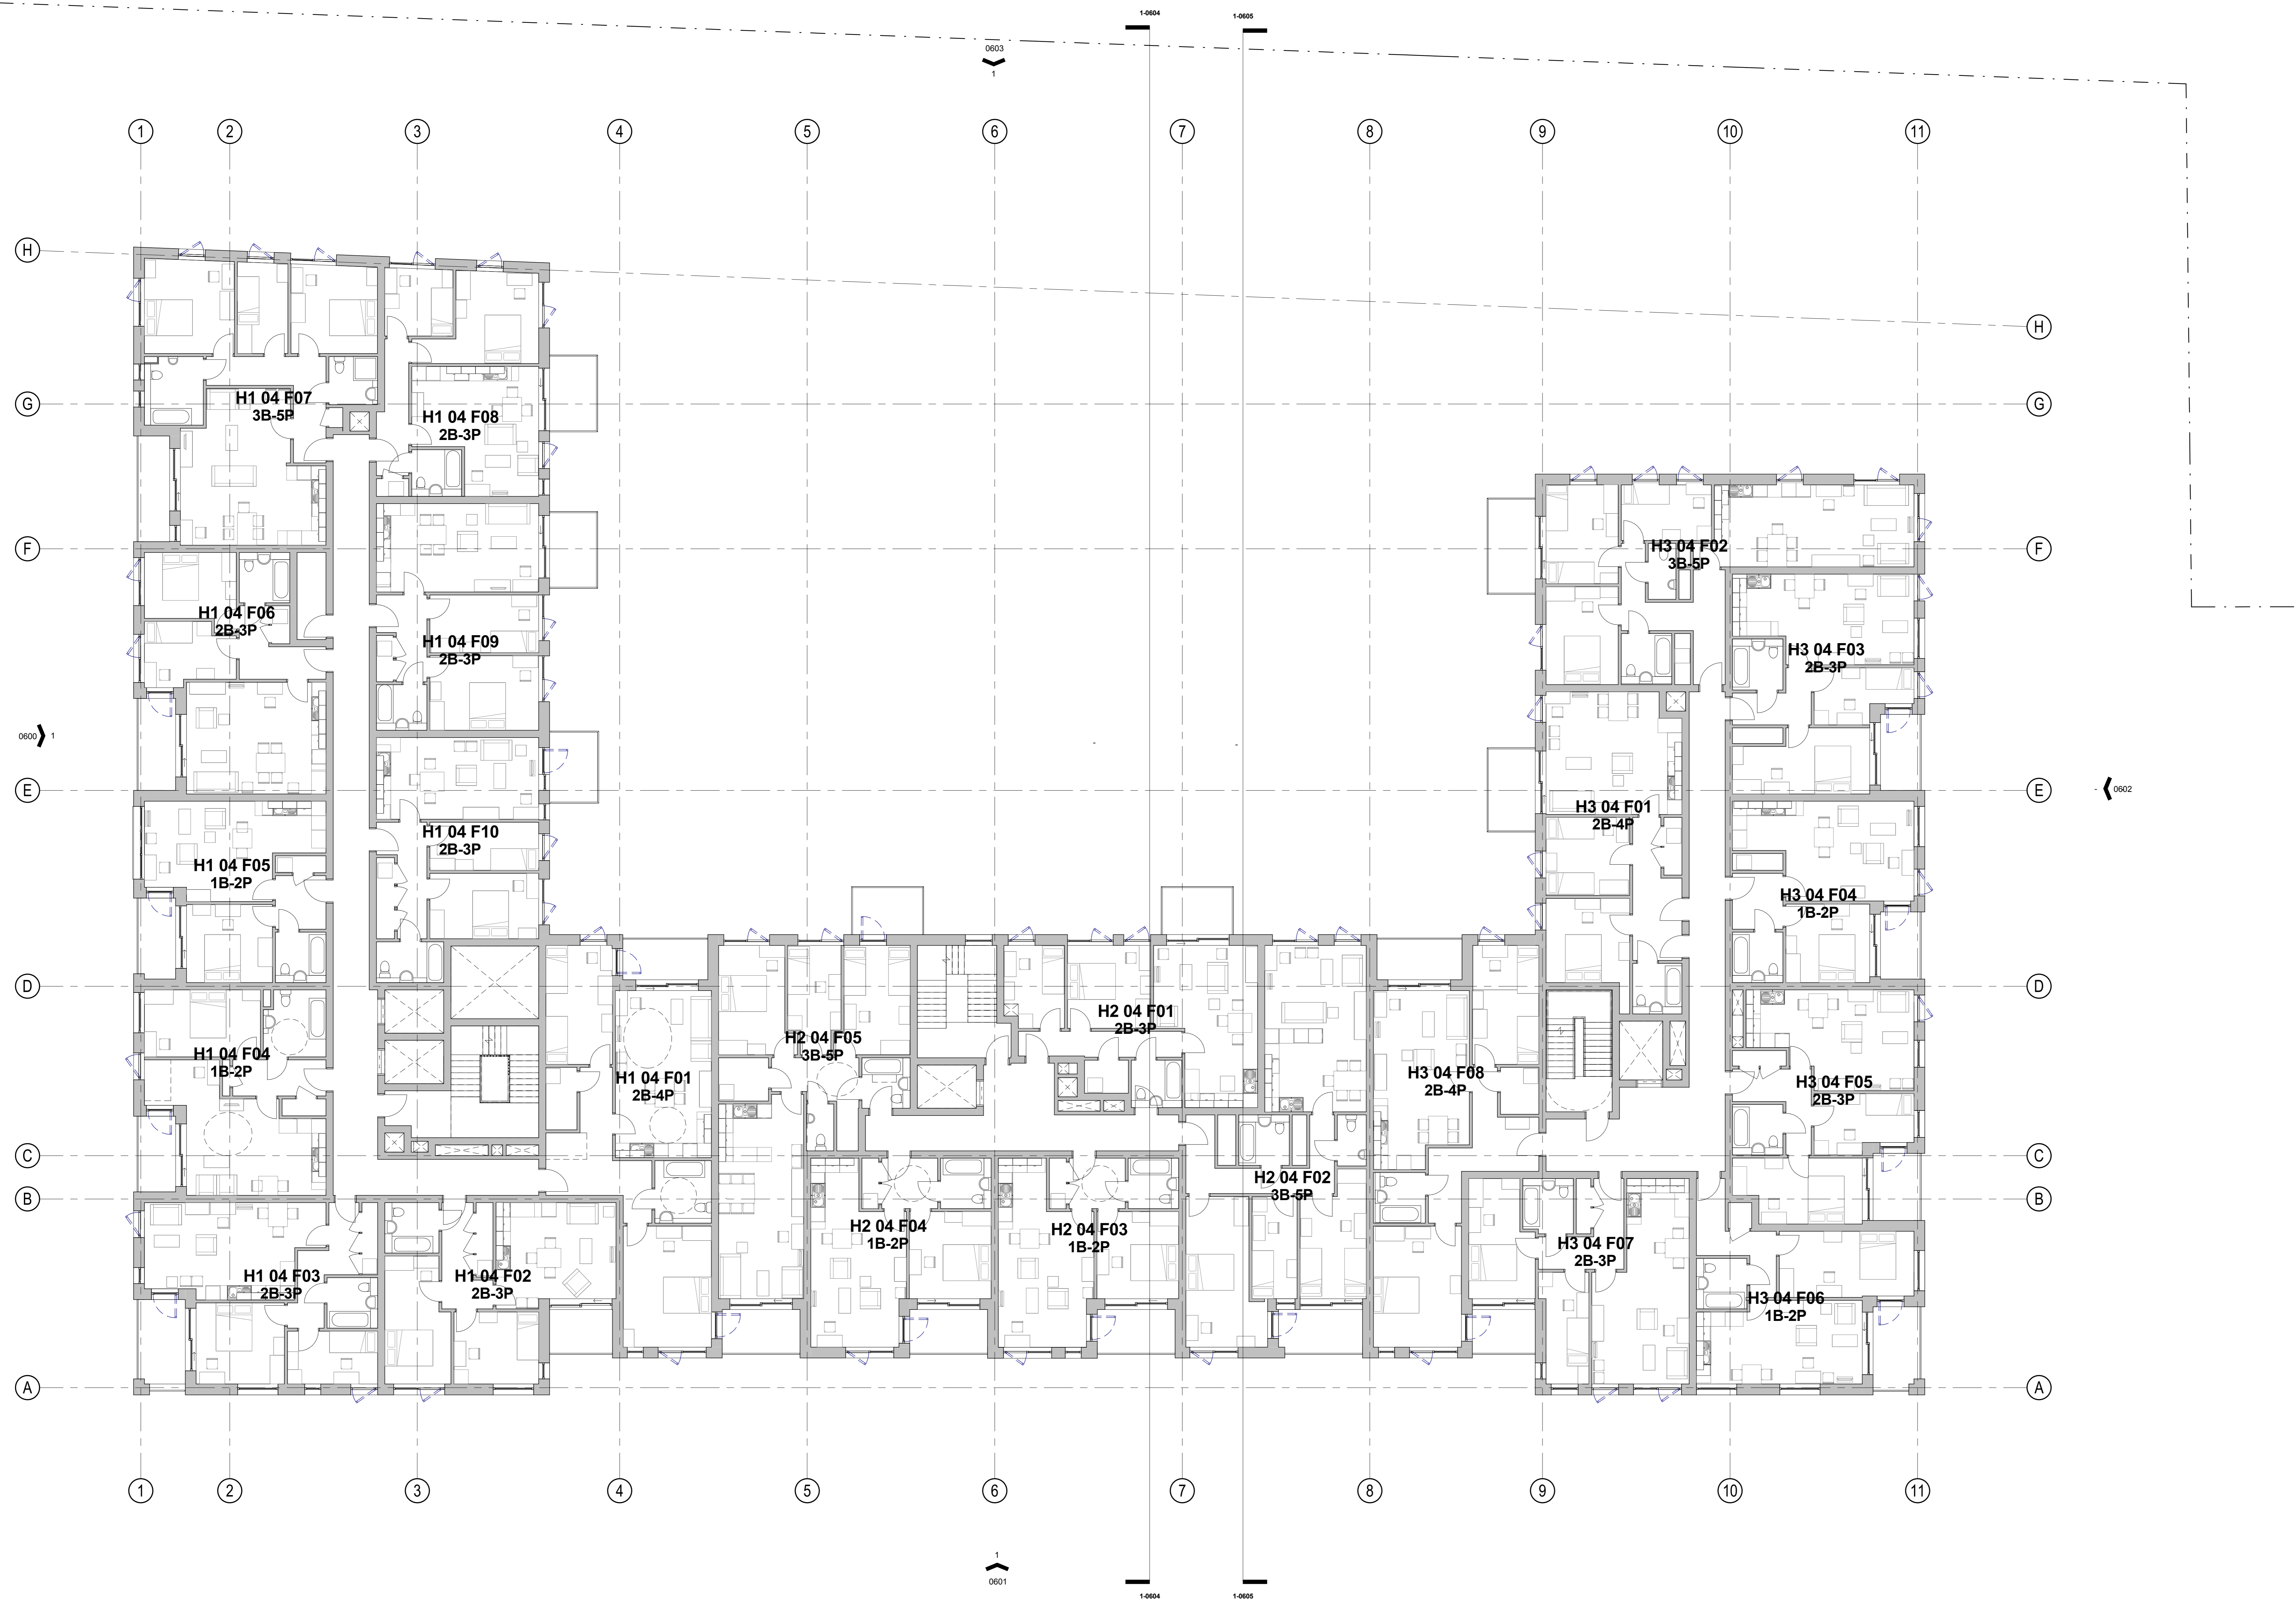 1-0604
1-0605
0603
1
1
2
3
4
5
6
7
8
9
10
11
H
H
G
H1 04 F07
3B-5P
H1 04 F08
2B-3P
G
F
H3 04 F02
3B-5P
F
H1 04 F06
2B-3P
H1 04 F09
2B-3P
H3 04 F03
2B-3P
0600
1
E
H3 04 F01
2B-4P
E
0602
H1 04 F05
1B-2P
H1 04 F10
2B-3P
H3 04 F04
1B-2P
D
D
H1 04 F04
1B-2P
H1 04 F01
2B-4P
H2 04 F05
3B-5P
H2 04 F01
2B-3P
H3 04 F08
2B-4P
H3 04 F05
2B-3P
C
C
B
H2 04 F04
1B-2P
H2 04 F03
1B-2P
H2 04 F02
3B-5P
B
H1 04 F03
2B-3P
H1 04 F02
2B-3P
H3 04 F07
2B-3P
H3 04 F06
1B-2P
A
A
1
2
3
4
5
6
7
8
9
10
11
1
0601
1-0604
1-0605